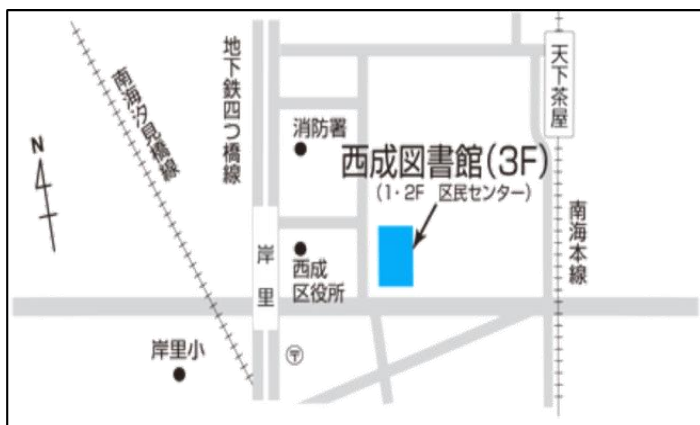 南海汐見橋線
地下鉄四つ橋線
天下茶屋
消防署
N
西成図書館(3F)
(1・2F 区民センター)
南海本線
岸里
西成
区役所
岸里小
〒